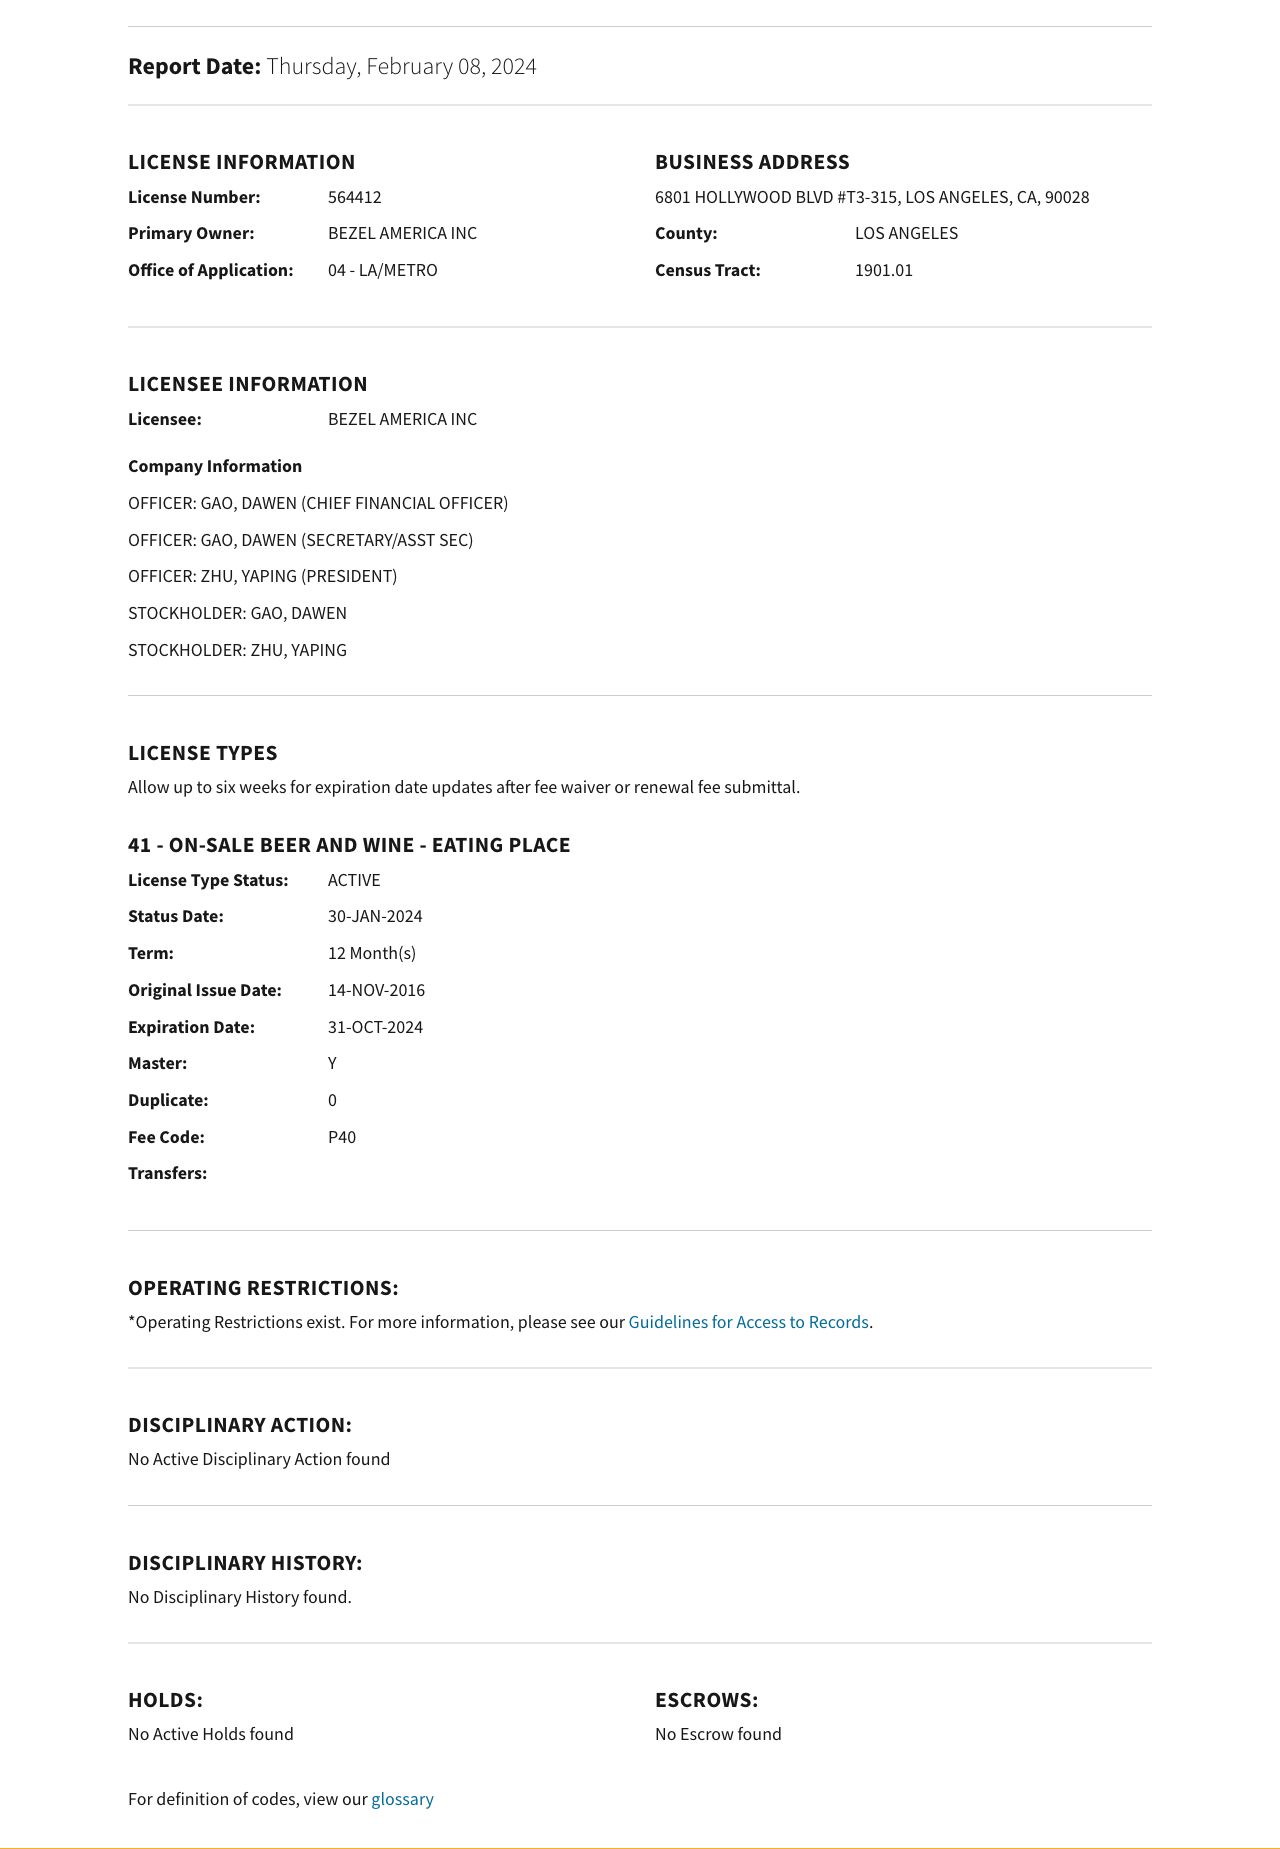 Report Date: Thursday, February 08, 2024
LICENSE INFORMATION
License Number: 564412
Primary Owner: BEZEL AMERICA INC
Office of Application: 04 - LA/METRO
BUSINESS ADDRESS
6801 HOLLYWOOD BLVD #T3-315, LOS ANGELES, CA, 90028
County: LOS ANGELES
Census Tract: 1901.01
LICENSEE INFORMATION
Licensee: BEZEL AMERICA INC
Company Information
OFFICER: GAO, DAWEN (CHIEF FINANCIAL OFFICER)
OFFICER: GAO, DAWEN (SECRETARY/ASST SEC)
OFFICER: ZHU, YAPING (PRESIDENT)
STOCKHOLDER: GAO, DAWEN
STOCKHOLDER: ZHU, YAPING
LICENSE TYPES
Allow up to six weeks for expiration date updates after fee waiver or renewal fee submittal.
41 - ON-SALE BEER AND WINE - EATING PLACE
License Type Status: ACTIVE
Status Date: 30-JAN-2024
Term: 12 Month(s)
Original Issue Date: 14-NOV-2016
Expiration Date: 31-OCT-2024
Master: Y
Duplicate: 0
Fee Code: P40
Transfers:
OPERATING RESTRICTIONS:
*Operating Restrictions exist. For more information, please see our Guidelines for Access to Records.
DISCIPLINARY ACTION:
No Active Disciplinary Action found
DISCIPLINARY HISTORY:
No Disciplinary History found.
HOLDS:
No Active Holds found
ESCROWS:
No Escrow found
For definition of codes, view our glossary